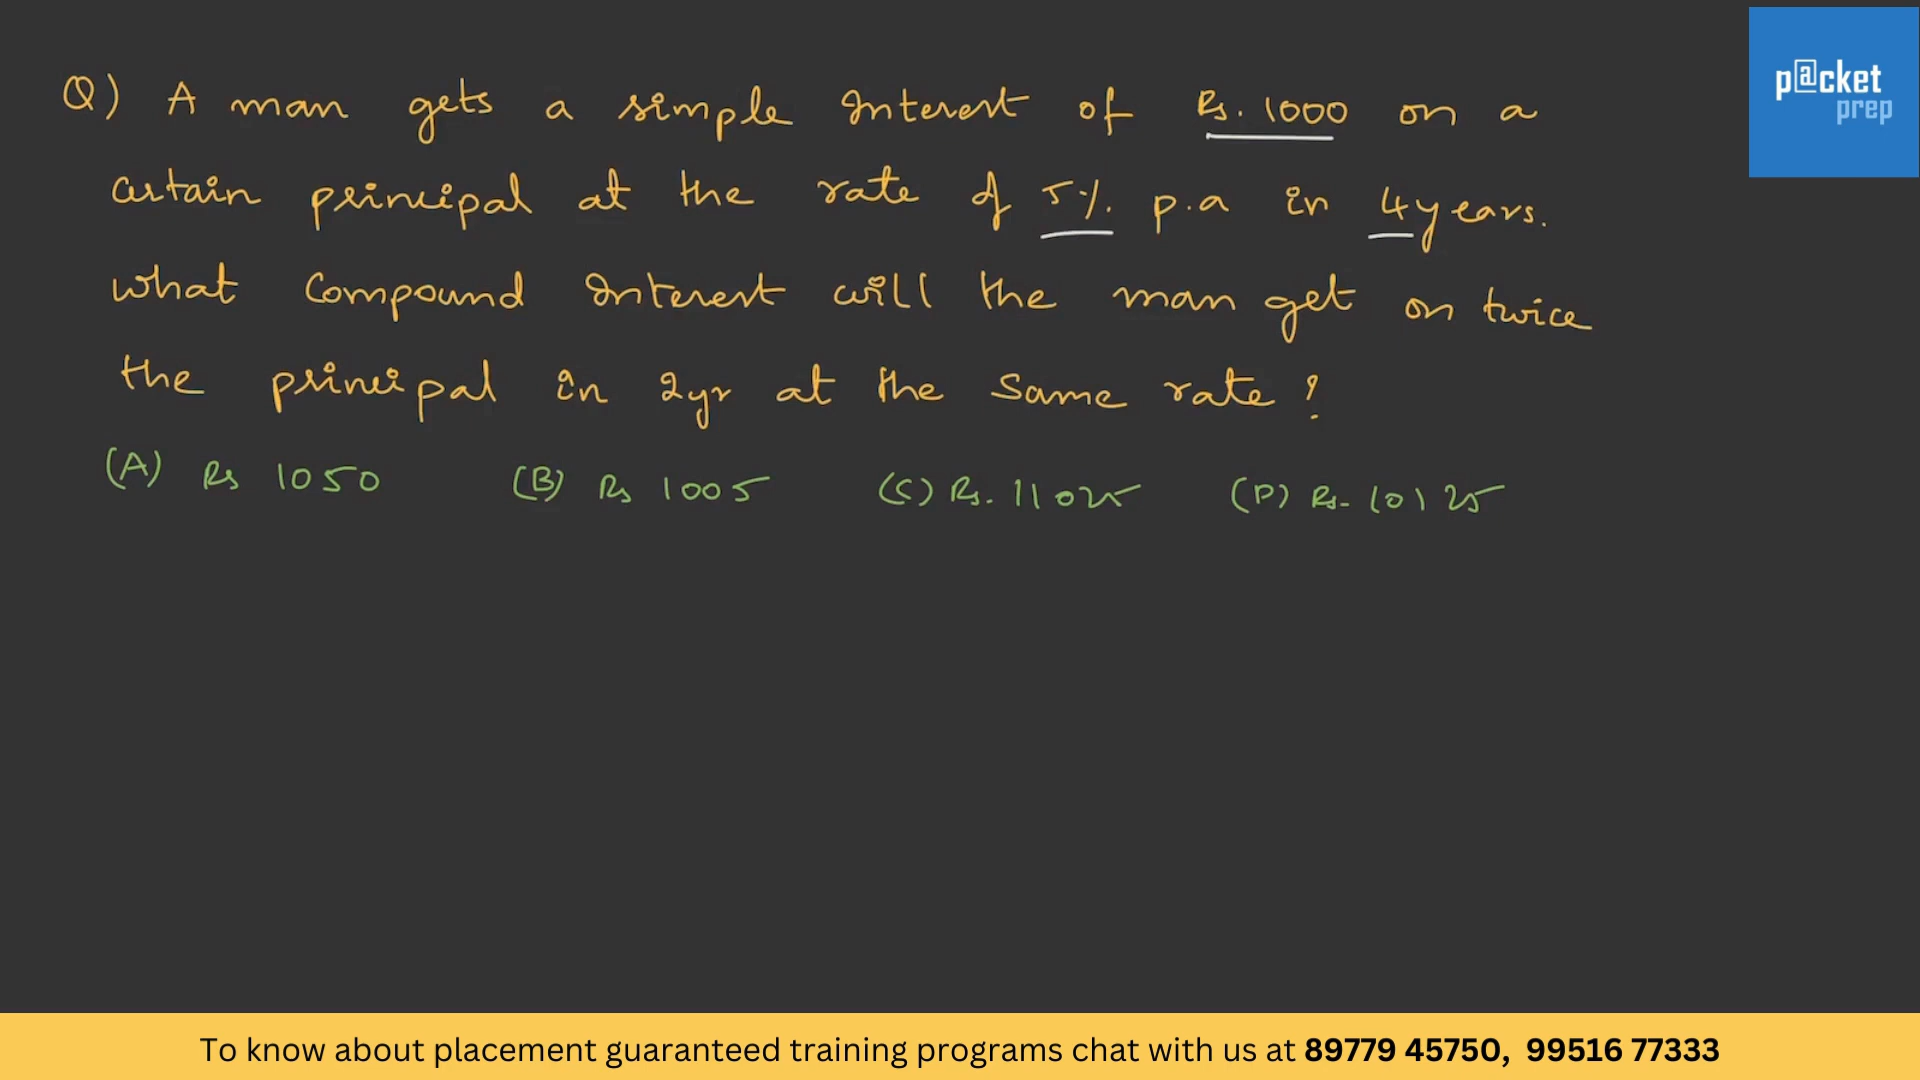 p@cket
prep
Q) A man gets a simple Interest of Rs. 1000 on a
certain principal at the rate of 5% p.a in 4 years.
what Compound Interest will the man get on twice
the principal in 2yr at the same rate?
(A) Rs 1050 (B) Rs 1005 (C) Rs. 11025 (D) Rs. 10125
To know about placement guaranteed training programs chat with us at 89779 45750, 99516 77333